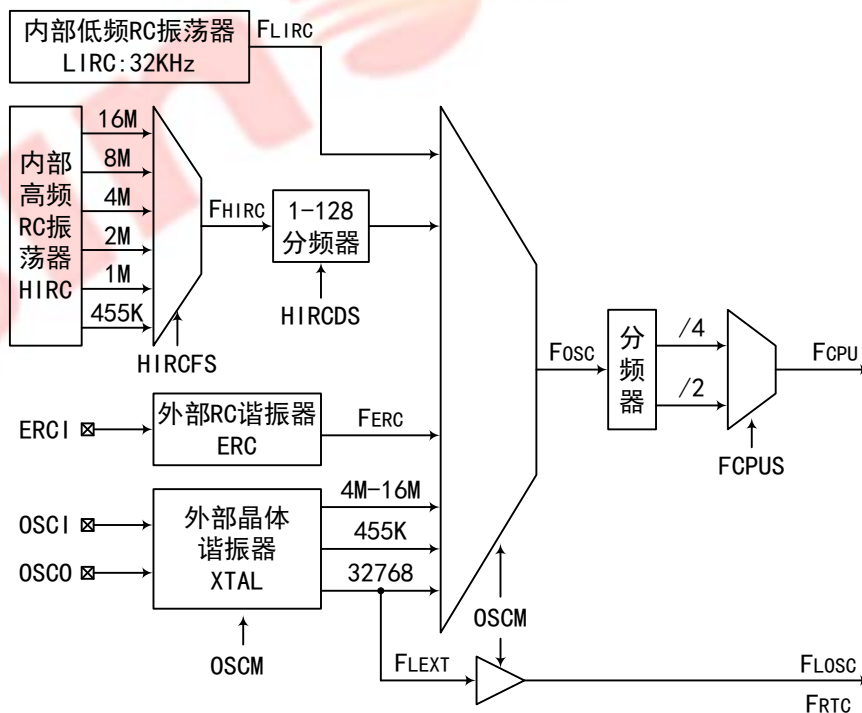 内部低频RC振荡器
LIRC:32KHz
FLIRC
内部
高频
RC振
荡器
HIRC
16M
8M
4M
2M
1M
455K
HIRCFS
FHIRC
1-128
分频器
HIRCDS
ERCI
外部RC谐振器
ERC
FERC
OSCI
OSCO
外部晶体
谐振器
XTAL
OSCM
4M-16M
455K
32768
FLEXT
OSCM
FOSC
分
频
器
/4
/2
FCPUS
FCPU
FLOSC
FRTC